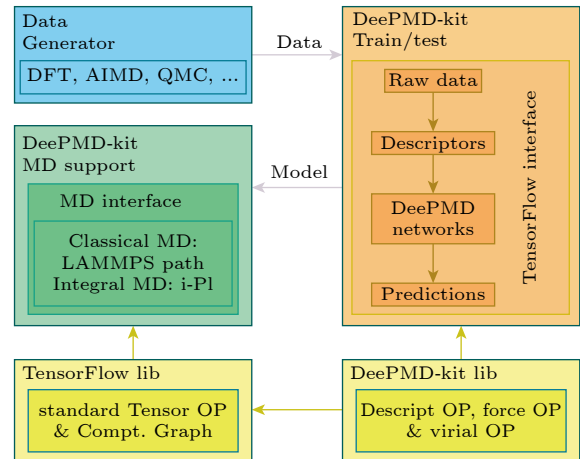 Data
Generator
DFT, AIMD, QMC, ...
Data
DeePMD-kit
Train/test
Raw data
Descriptors
DeePMD
networks
Predictions
TensorFlow interface
DeePMD-kit
MD support
MD interface
Classical MD:
LAMMPS path
Integral MD: i-Pl
Model
TensorFlow lib
standard Tensor OP
& Compt. Graph
DeePMD-kit lib
Descript OP, force OP
& virial OP